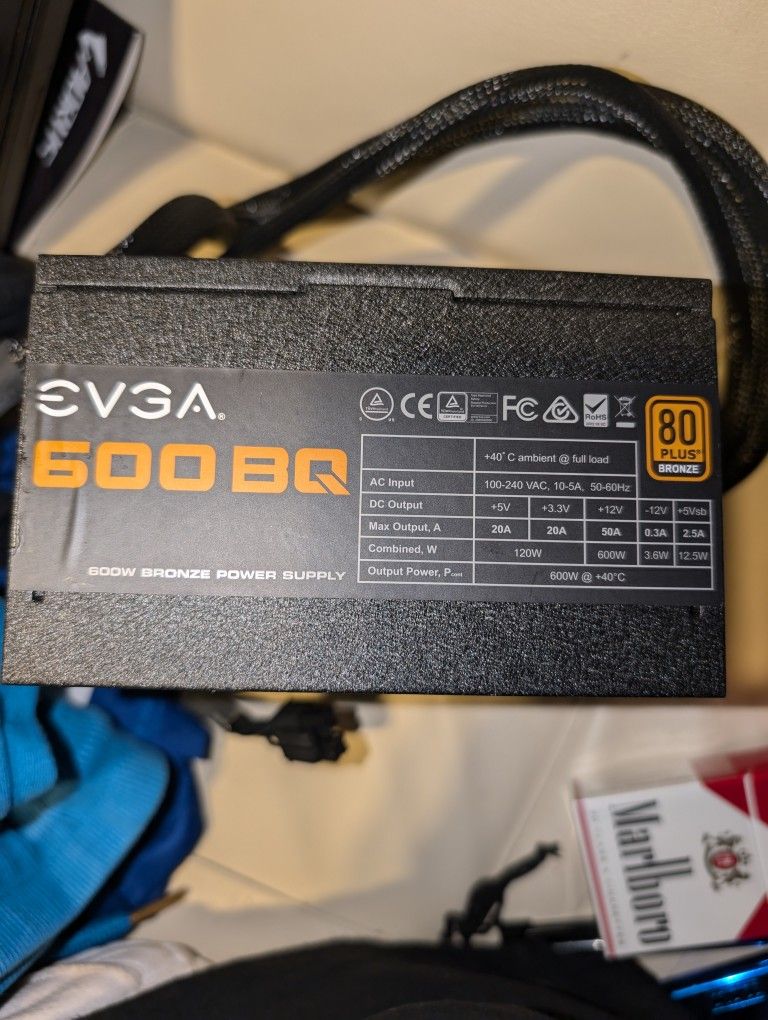 AORUS
EVGA®
600 BQ
600W BRONZE POWER SUPPLY
CE
FC
RoHS
80
PLUS®
BRONZE
+40°C ambient @ full load
AC Input 100-240 VAC, 10-5A, 50-60Hz
DC Output +5V +3.3V +12V -12V +5Vsb
Max Output, A 20A 20A 50A 0.3A 2.5A
Combined, W 120W 600W 3.6W 12.5W
Output Power, Pcont 600W @ +40°C
Marlboro